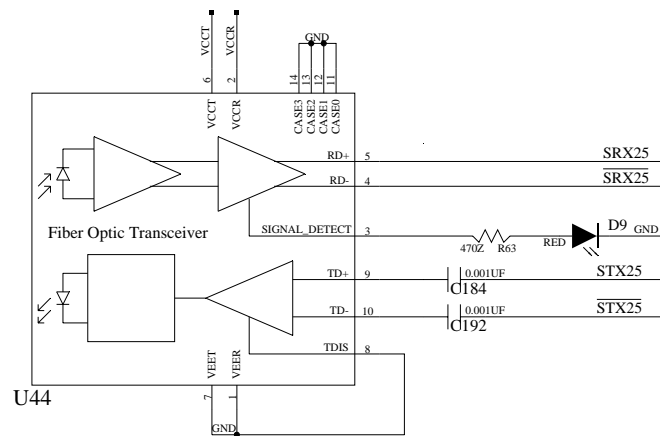 VCCT
VCCR
GND
6
2
14
13
12
11
VCCT
VCCR
CASE3
CASE2
CASE1
CASE0
RD+
5
SRX25
RD-
4
SRX25
SIGNAL_DETECT
3
470Z
R63
RED
D9
GND
Fiber Optic Transceiver
TD+
9
0.001UF
C184
STX25
TD-
10
0.001UF
C192
STX25
TDIS
8
VEET
VEER
U44
7
1
GND